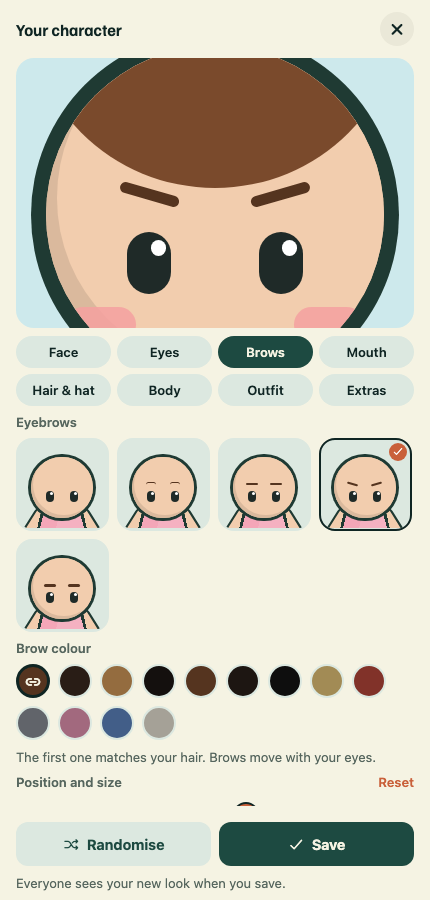 Your character
Face
Eyes
Brows
Mouth
Hair & hat
Body
Outfit
Extras
Eyebrows
Brow colour
The first one matches your hair. Brows move with your eyes.
Position and size
Reset
Randomise
Save
Everyone sees your new look when you save.